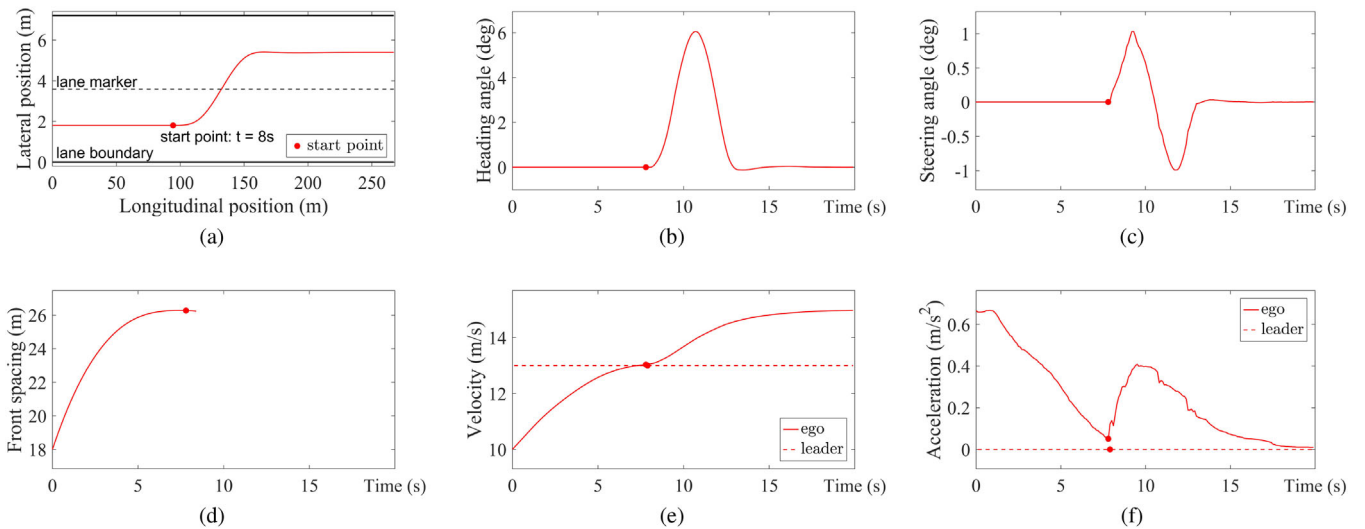 Lateral position (m)
6
4
2
0
lane marker
start point: t = 8s
lane boundary
start point
0 50 100 150 200 250
Longitudinal position (m)
(a)
Heading angle (deg)
6
4
2
0
0 5 10 15 Time (s)
(b)
Steering angle (deg)
1
0.5
0
-0.5
-1
0 5 10 15 Time (s)
(c)
Front spacing (m)
26
24
22
20
18
0 5 10 15 Time (s)
(d)
Velocity (m/s)
14
12
10
ego
leader
0 5 10 15 Time (s)
(e)
Acceleration (m/s²)
0.6
0.4
0.2
0
ego
leader
0 5 10 15 Time (s)
(f)